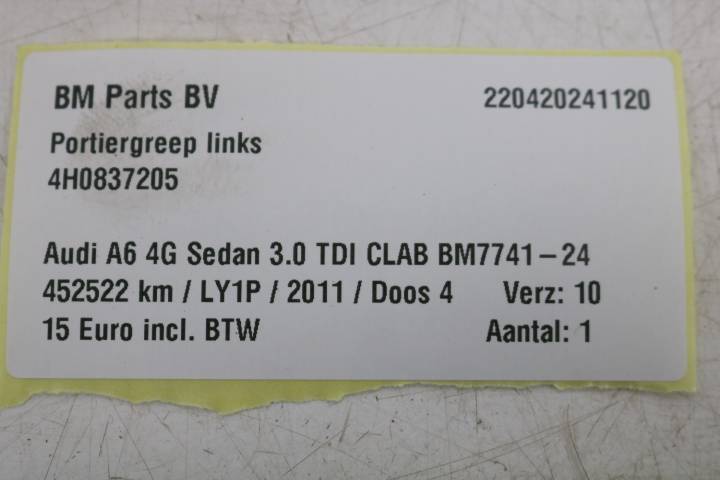 BM Parts BV 220420241120
Portiergreep links
4H0837205
Audi A6 4G Sedan 3.0 TDI CLAB BM7741-24
452522 km / LY1P / 2011 / Doos 4 Verz: 10
15 Euro incl. BTW Aantal: 1